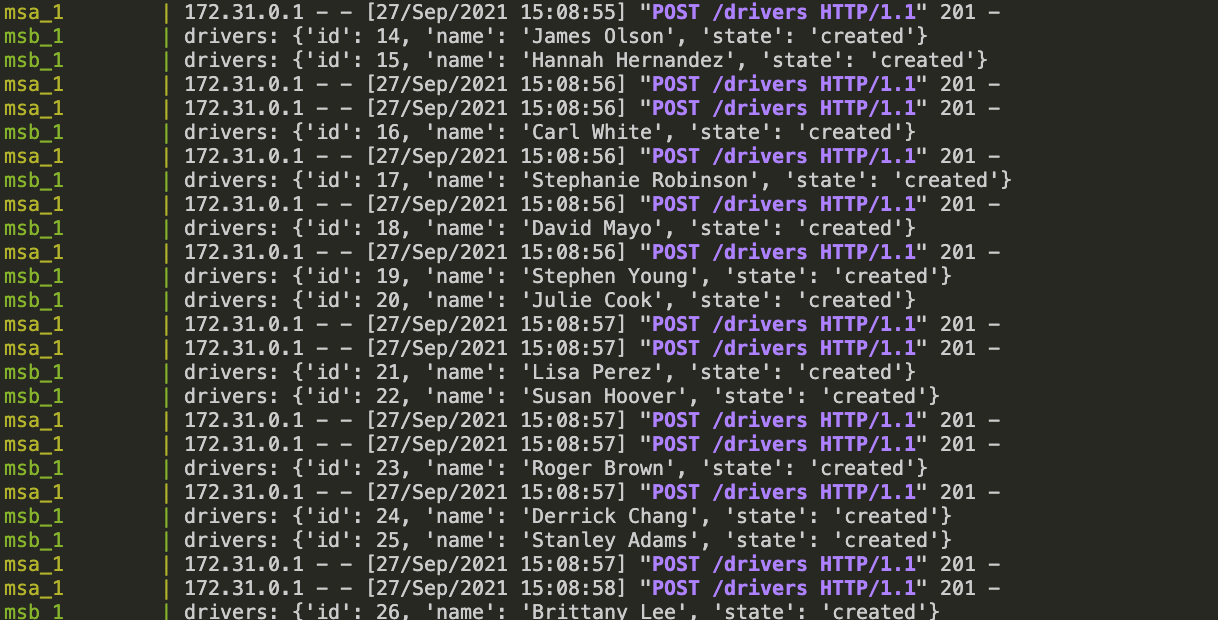 msa_1 | 172.31.0.1 - - [27/Sep/2021 15:08:55] "POST /drivers HTTP/1.1" 201 -
msb_1 | drivers: {'id': 14, 'name': 'James Olson', 'state': 'created'}
msb_1 | drivers: {'id': 15, 'name': 'Hannah Hernandez', 'state': 'created'}
msa_1 | 172.31.0.1 - - [27/Sep/2021 15:08:56] "POST /drivers HTTP/1.1" 201 -
msa_1 | 172.31.0.1 - - [27/Sep/2021 15:08:56] "POST /drivers HTTP/1.1" 201 -
msb_1 | drivers: {'id': 16, 'name': 'Carl White', 'state': 'created'}
msa_1 | 172.31.0.1 - - [27/Sep/2021 15:08:56] "POST /drivers HTTP/1.1" 201 -
msb_1 | drivers: {'id': 17, 'name': 'Stephanie Robinson', 'state': 'created'}
msa_1 | 172.31.0.1 - - [27/Sep/2021 15:08:56] "POST /drivers HTTP/1.1" 201 -
msb_1 | drivers: {'id': 18, 'name': 'David Mayo', 'state': 'created'}
msa_1 | 172.31.0.1 - - [27/Sep/2021 15:08:56] "POST /drivers HTTP/1.1" 201 -
msb_1 | drivers: {'id': 19, 'name': 'Stephen Young', 'state': 'created'}
msb_1 | drivers: {'id': 20, 'name': 'Julie Cook', 'state': 'created'}
msa_1 | 172.31.0.1 - - [27/Sep/2021 15:08:57] "POST /drivers HTTP/1.1" 201 -
msa_1 | 172.31.0.1 - - [27/Sep/2021 15:08:57] "POST /drivers HTTP/1.1" 201 -
msb_1 | drivers: {'id': 21, 'name': 'Lisa Perez', 'state': 'created'}
msb_1 | drivers: {'id': 22, 'name': 'Susan Hoover', 'state': 'created'}
msa_1 | 172.31.0.1 - - [27/Sep/2021 15:08:57] "POST /drivers HTTP/1.1" 201 -
msa_1 | 172.31.0.1 - - [27/Sep/2021 15:08:57] "POST /drivers HTTP/1.1" 201 -
msb_1 | drivers: {'id': 23, 'name': 'Roger Brown', 'state': 'created'}
msa_1 | 172.31.0.1 - - [27/Sep/2021 15:08:57] "POST /drivers HTTP/1.1" 201 -
msb_1 | drivers: {'id': 24, 'name': 'Derrick Chang', 'state': 'created'}
msb_1 | drivers: {'id': 25, 'name': 'Stanley Adams', 'state': 'created'}
msa_1 | 172.31.0.1 - - [27/Sep/2021 15:08:57] "POST /drivers HTTP/1.1" 201 -
msa_1 | 172.31.0.1 - - [27/Sep/2021 15:08:58] "POST /drivers HTTP/1.1" 201 -
msb_1 | drivers: {'id': 26, 'name': 'Brittany Lee', 'state': 'created'}